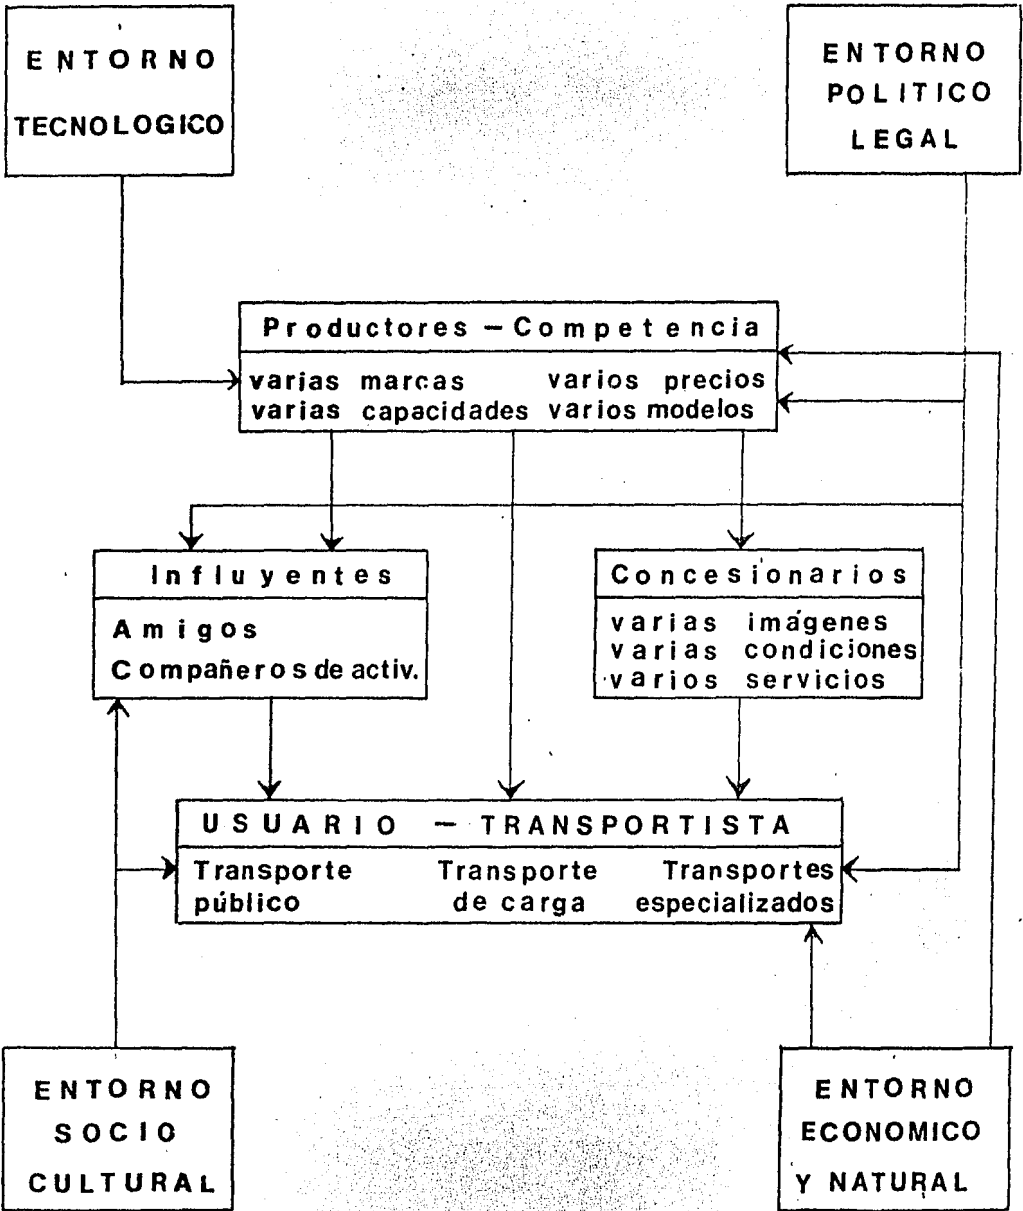 ENTORNO
TECNOLOGICO
ENTORNO
POLITICO
LEGAL
Productores – Competencia
varias marcas varios precios
varias capacidades varios modelos
Influyentes
Amigos
Compañeros de activ.
Concesionarios
varias imágenes
varias condiciones
varios servicios
USUARIO – TRANSPORTISTA
Transporte Transporte Transportes
público de carga especializados
ENTORNO
SOCIO
CULTURAL
ENTORNO
ECONOMICO
Y NATURAL